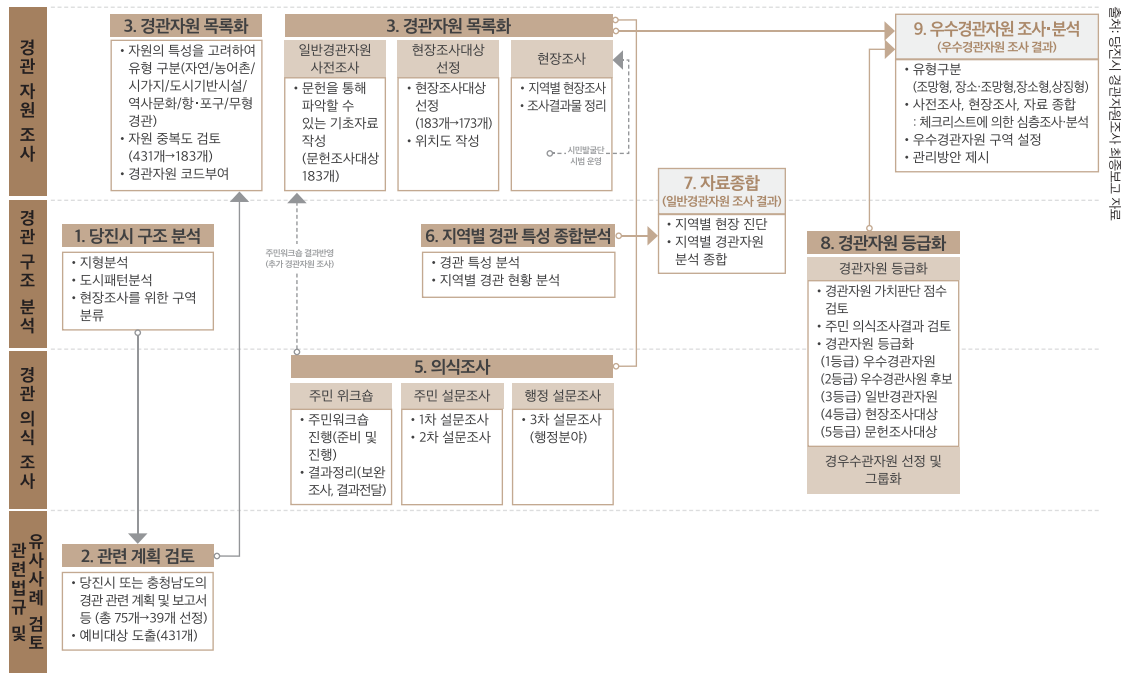 경관 자원 조사
3. 경관자원 목록화
• 자원의 특성을 고려하여
유형 구분(자연/농어촌/
시가지/도시기반시설/
역사문화/항·포구/무형
경관)
• 자원 중복도 검토
(431개→183개)
• 경관자원 코드부여
3. 경관자원 목록화
일반경관자원
사전조사
• 문헌을 통해
파악할 수
있는 기초자료
작성
(문헌조사대상
183개)
현장조사대상
선정
• 현장조사대상
선정
(183개→173개)
• 위치도 작성
현장조사
• 지역별 현장조사
• 조사결과물 정리
시민발굴단
시범 운영
9. 우수경관자원 조사·분석
(우수경관자원 조사 결과)
• 유형구분
(조망형, 장소·조망형,장소형,상징형)
• 사전조사, 현장조사, 자료 종합
: 체크리스트에 의한 심층조사·분석
• 우수경관자원 구역 설정
• 관리방안 제시
출처: 당진시 경관자원조사 최종보고 자료
경관 구조 분석
1. 당진시 구조 분석
• 지형분석
• 도시패턴분석
• 현장조사를 위한 구역
분류
주민워크숍 결과반영
(추가 경관자원 조사)
6. 지역별 경관 특성 종합분석
• 경관 특성 분석
• 지역별 경관 현황 분석
7. 자료종합
(일반경관자원 조사 결과)
• 지역별 현장 진단
• 지역별 경관자원
분석 종합
8. 경관자원 등급화
경관자원 등급화
• 경관자원 가치판단 점수
검토
• 주민 의식조사결과 검토
• 경관자원 등급화
(1등급) 우수경관자원
(2등급) 우수경관사원 후보
(3등급) 일반경관자원
(4등급) 현장조사대상
(5등급) 문헌조사대상
경우수관자원 선정 및
그룹화
경관 의식 조사
5. 의식조사
주민 워크숍
• 주민워크숍
진행(준비 및
진행)
• 결과정리(보완
조사, 결과전달)
주민 설문조사
• 1차 설문조사
• 2차 설문조사
행정 설문조사
• 3차 설문조사
(행정분야)
관련법규 및
유사사례 검토
2. 관련 계획 검토
• 당진시 또는 충청남도의
경관 관련 계획 및 보고서
등 (총 75개→39개 선정)
• 예비대상 도출(431개)